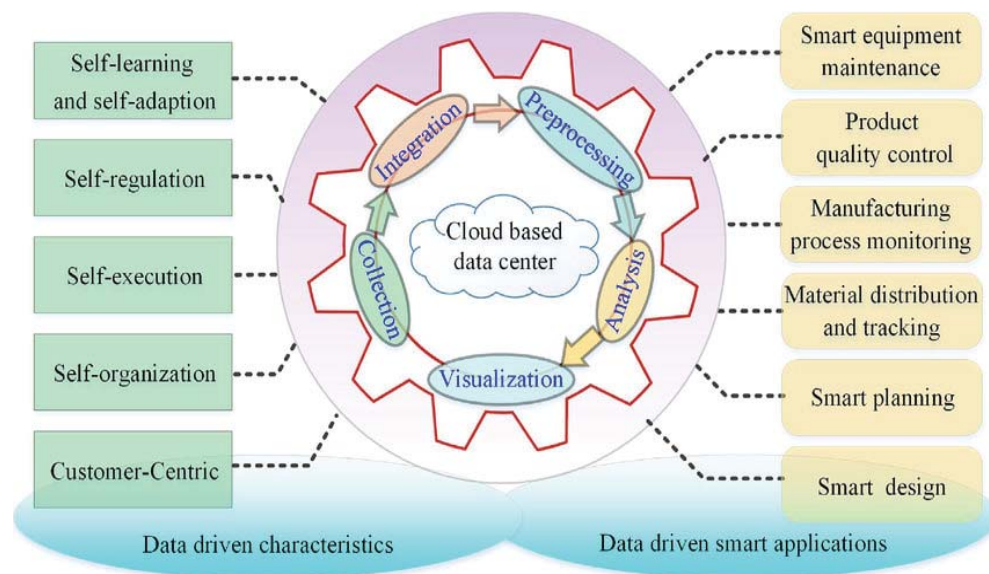 Self-learning
and self-adaption
Self-regulation
Self-execution
Self-organization
Customer-Centric
Data driven characteristics
Integration
Preprocessing
Collection
Cloud based
data center
Analysis
Visualization
Smart equipment
maintenance
Product
quality control
Manufacturing
process monitoring
Material distribution
and tracking
Smart planning
Smart design
Data driven smart applications